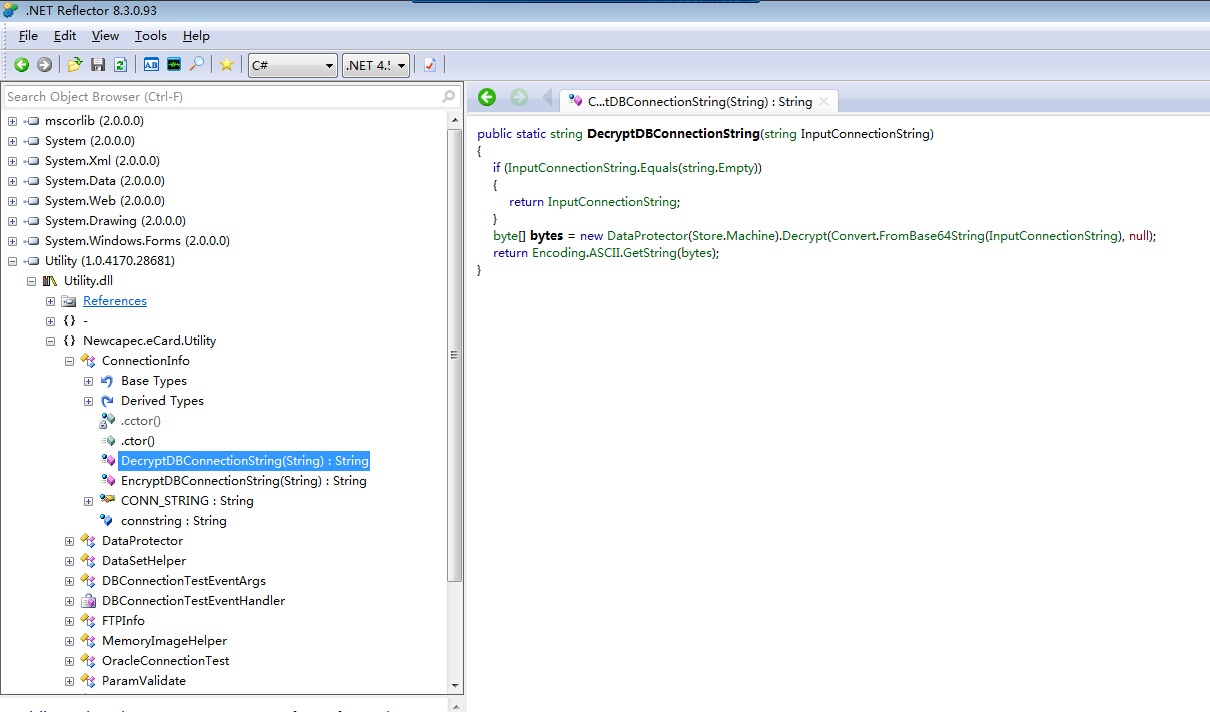 .NET Reflector 8.3.0.93
File Edit View Tools Help
C# .NET 4.5
Search Object Browser (Ctrl-F)
C...tDBConnectionString(String) : String
mscorlib (2.0.0.0)
System (2.0.0.0)
System.Xml (2.0.0.0)
System.Data (2.0.0.0)
System.Web (2.0.0.0)
System.Drawing (2.0.0.0)
System.Windows.Forms (2.0.0.0)
Utility (1.0.4170.28681)
Utility.dll
References
{} -
{} Newcapec.eCard.Utility
ConnectionInfo
Base Types
Derived Types
.cctor()
.ctor()
DecryptDBConnectionString(String) : String
EncryptDBConnectionString(String) : String
CONN_STRING : String
connstring : String
DataProtector
DataSetHelper
DBConnectionTestEventArgs
DBConnectionTestEventHandler
FTPInfo
MemoryImageHelper
OracleConnectionTest
ParamValidate
public static string DecryptDBConnectionString(string InputConnectionString)
{
if (InputConnectionString.Equals(string.Empty))
{
return InputConnectionString;
}
byte[] bytes = new DataProtector(Store.Machine).Decrypt(Convert.FromBase64String(InputConnectionString), null);
return Encoding.ASCII.GetString(bytes);
}